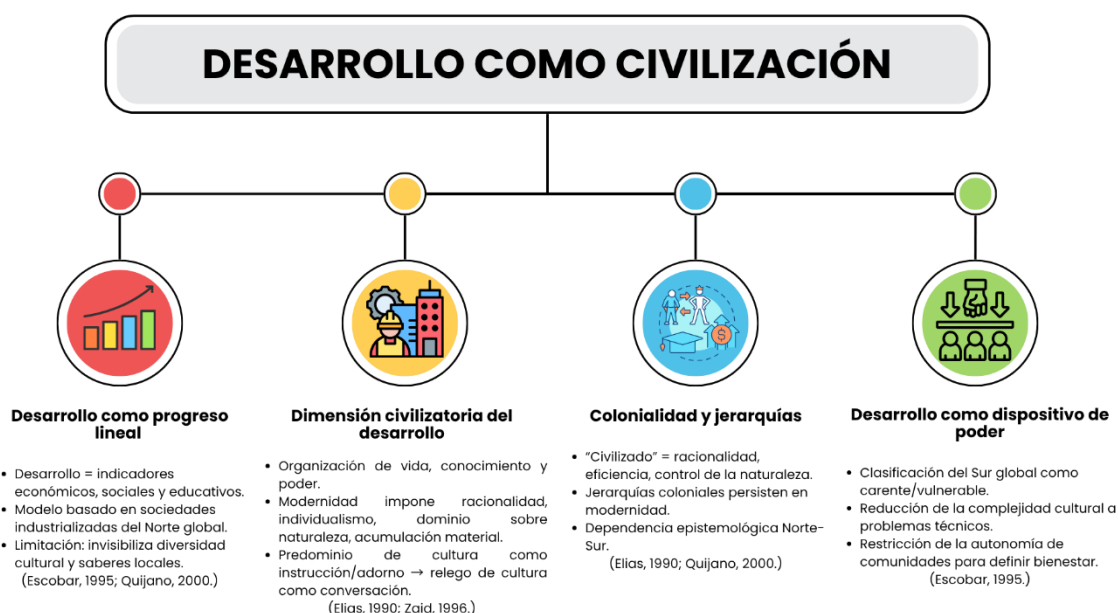 DESARROLLO COMO CIVILIZACIÓN
Desarrollo como progreso
lineal
• Desarrollo = indicadores
económicos, sociales y educativos.
• Modelo basado en sociedades
industrializadas del Norte global.
• Limitación: invisibiliza diversidad
cultural y saberes locales.
(Escobar, 1995; Quijano, 2000.)
Dimensión civilizatoria del
desarrollo
• Organización de vida, conocimiento y
poder.
• Modernidad impone racionalidad,
individualismo, dominio sobre
naturaleza, acumulación material.
• Predominio de cultura como
instrucción/adorno → relego de cultura
como conversación.
(Elias, 1990; Zaid, 1996.)
Colonialidad y jerarquías
• "Civilizado" = racionalidad,
eficiencia, control de la naturaleza.
• Jerarquías coloniales persisten en
modernidad.
• Dependencia epistemológica Norte-
Sur.
(Elias, 1990; Quijano, 2000.)
Desarrollo como dispositivo de
poder
• Clasificación del Sur global como
carente/vulnerable.
• Reducción de la complejidad cultural a
problemas técnicos.
• Restricción de la autonomía de
comunidades para definir bienestar.
(Escobar, 1995.)